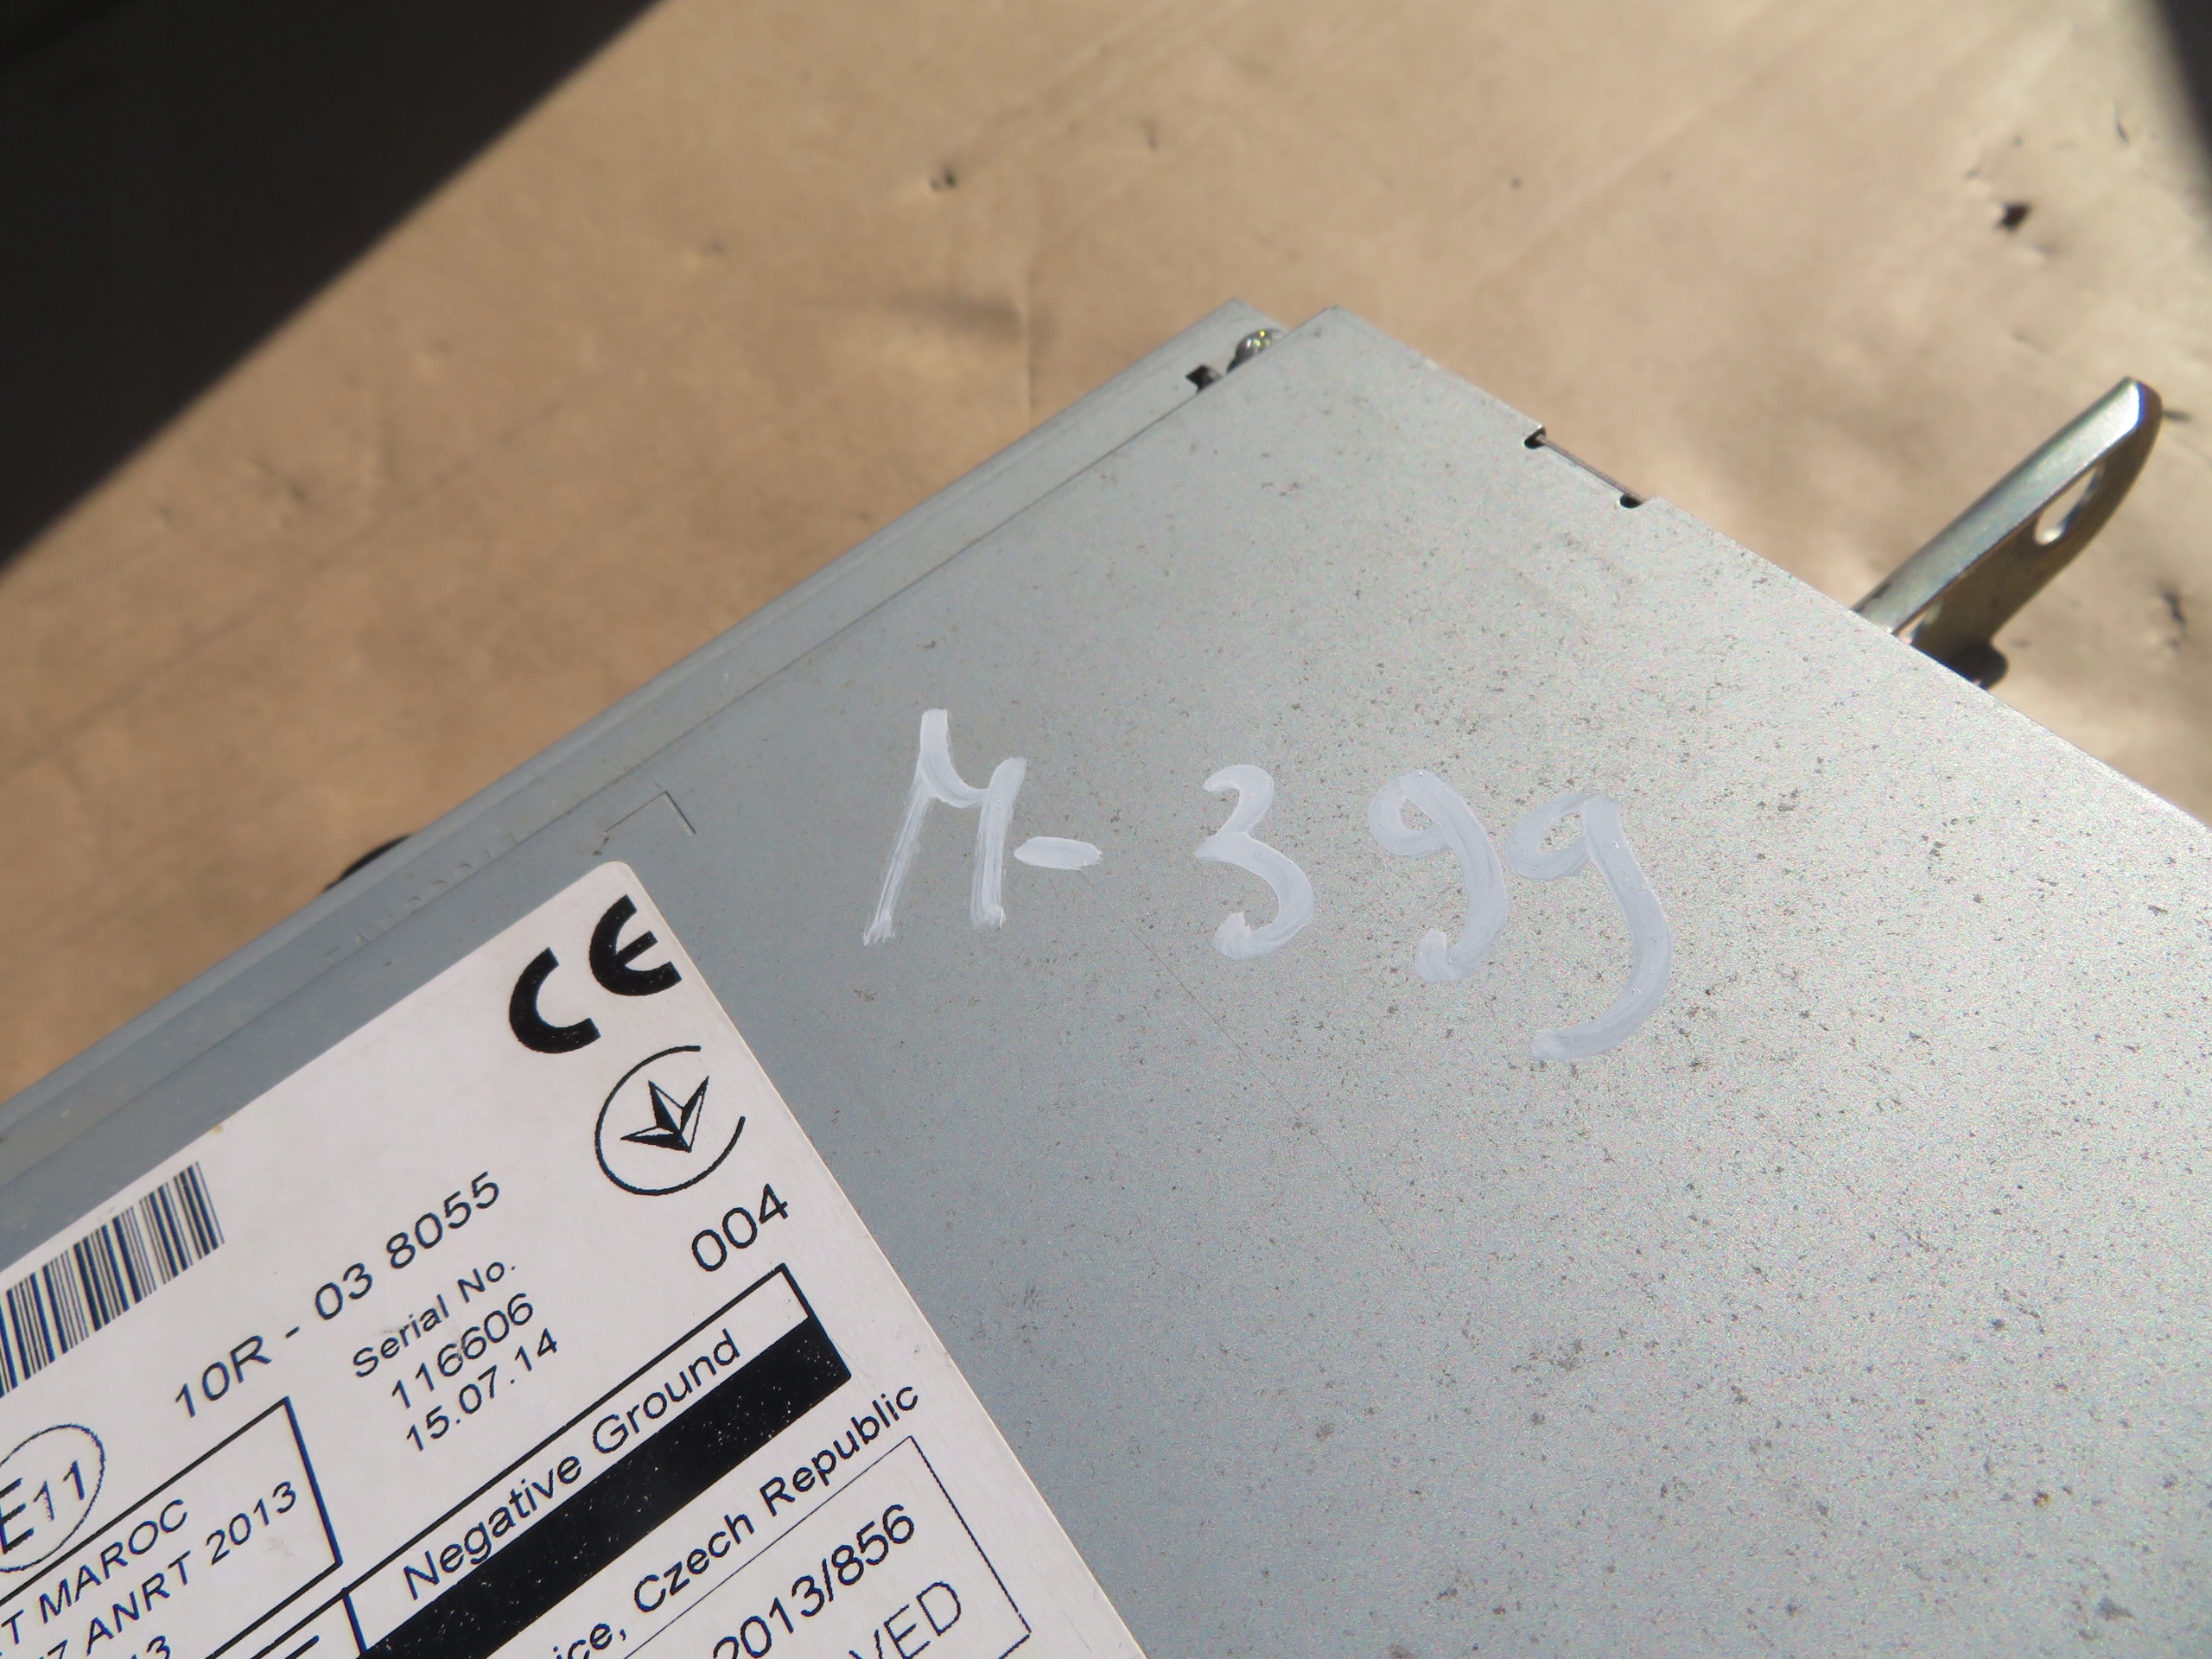 M-399
CE
004
10R - 03 8055
Serial No.
116606
15.07.14
E11
MAROC
ANRT 2013
Negative Ground
Czech Republic
2013/856